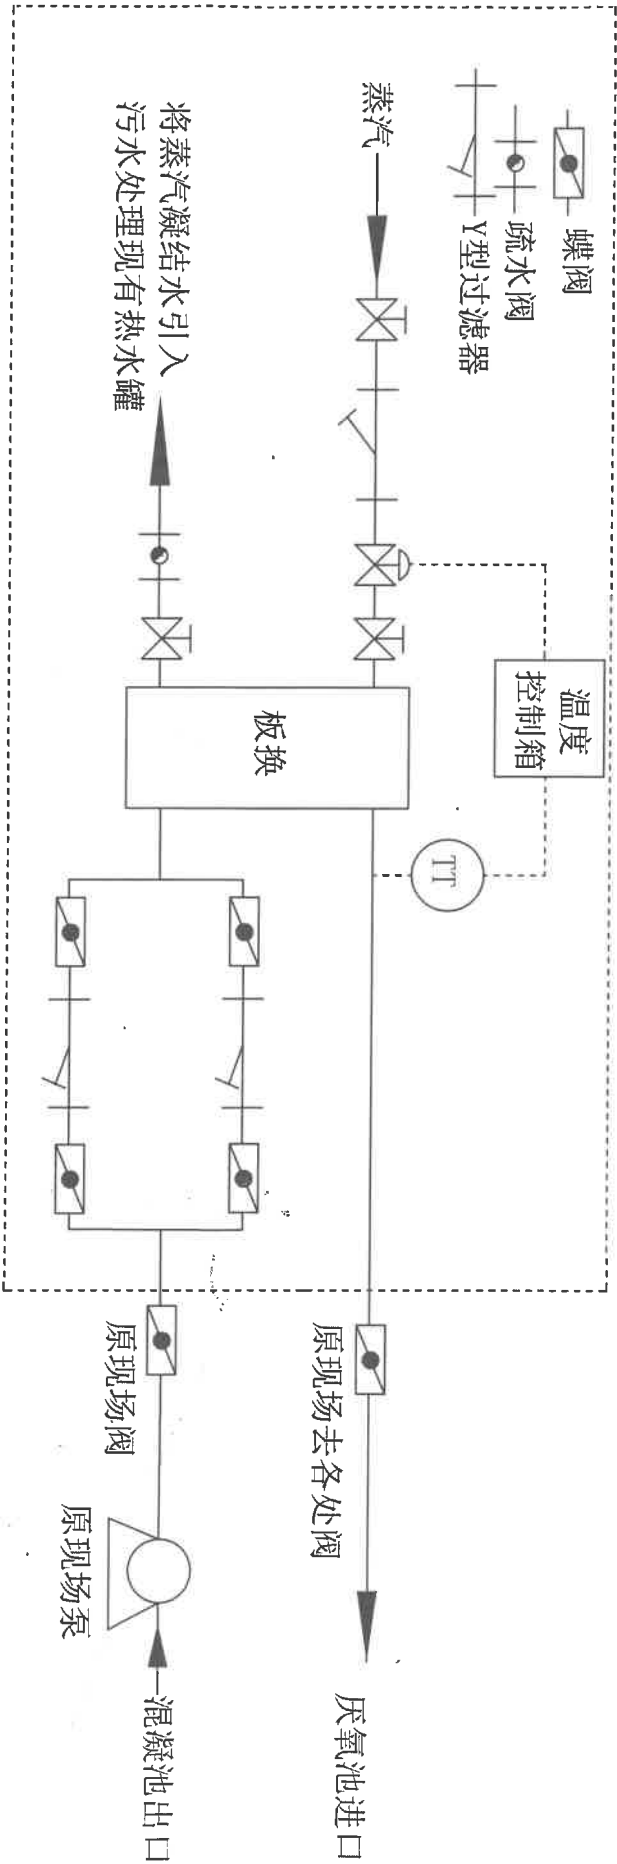 蝶阀
疏水阀
Y型过滤器
蒸汽
将蒸汽凝结水引入
污水处理现有热水罐
温度
控制箱
板换
TT
原现场去各处阀
厌氧池进口
原现场阀
原现场泵
混凝池出口